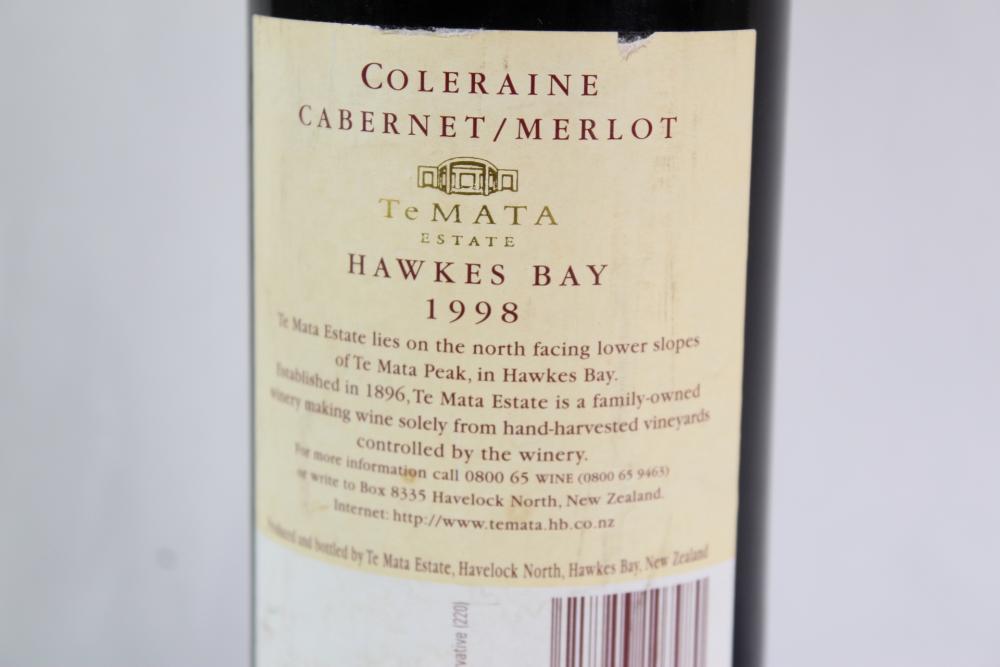 COLERAINE
CABERNET/MERLOT
Te MATA
ESTATE
HAWKES BAY
1998
Te Mata Estate lies on the north facing lower slopes
of Te Mata Peak, in Hawkes Bay.
Established in 1896, Te Mata Estate is a family-owned
winery making wine solely from hand-harvested vineyards
controlled by the winery.
For more information call 0800 65 WINE (0800 65 9463)
or write to Box 8335 Havelock North, New Zealand.
Internet: http://www.temata.hb.co.nz
Produced and bottled by Te Mata Estate, Havelock North, Hawkes Bay, New Zealand
(220)